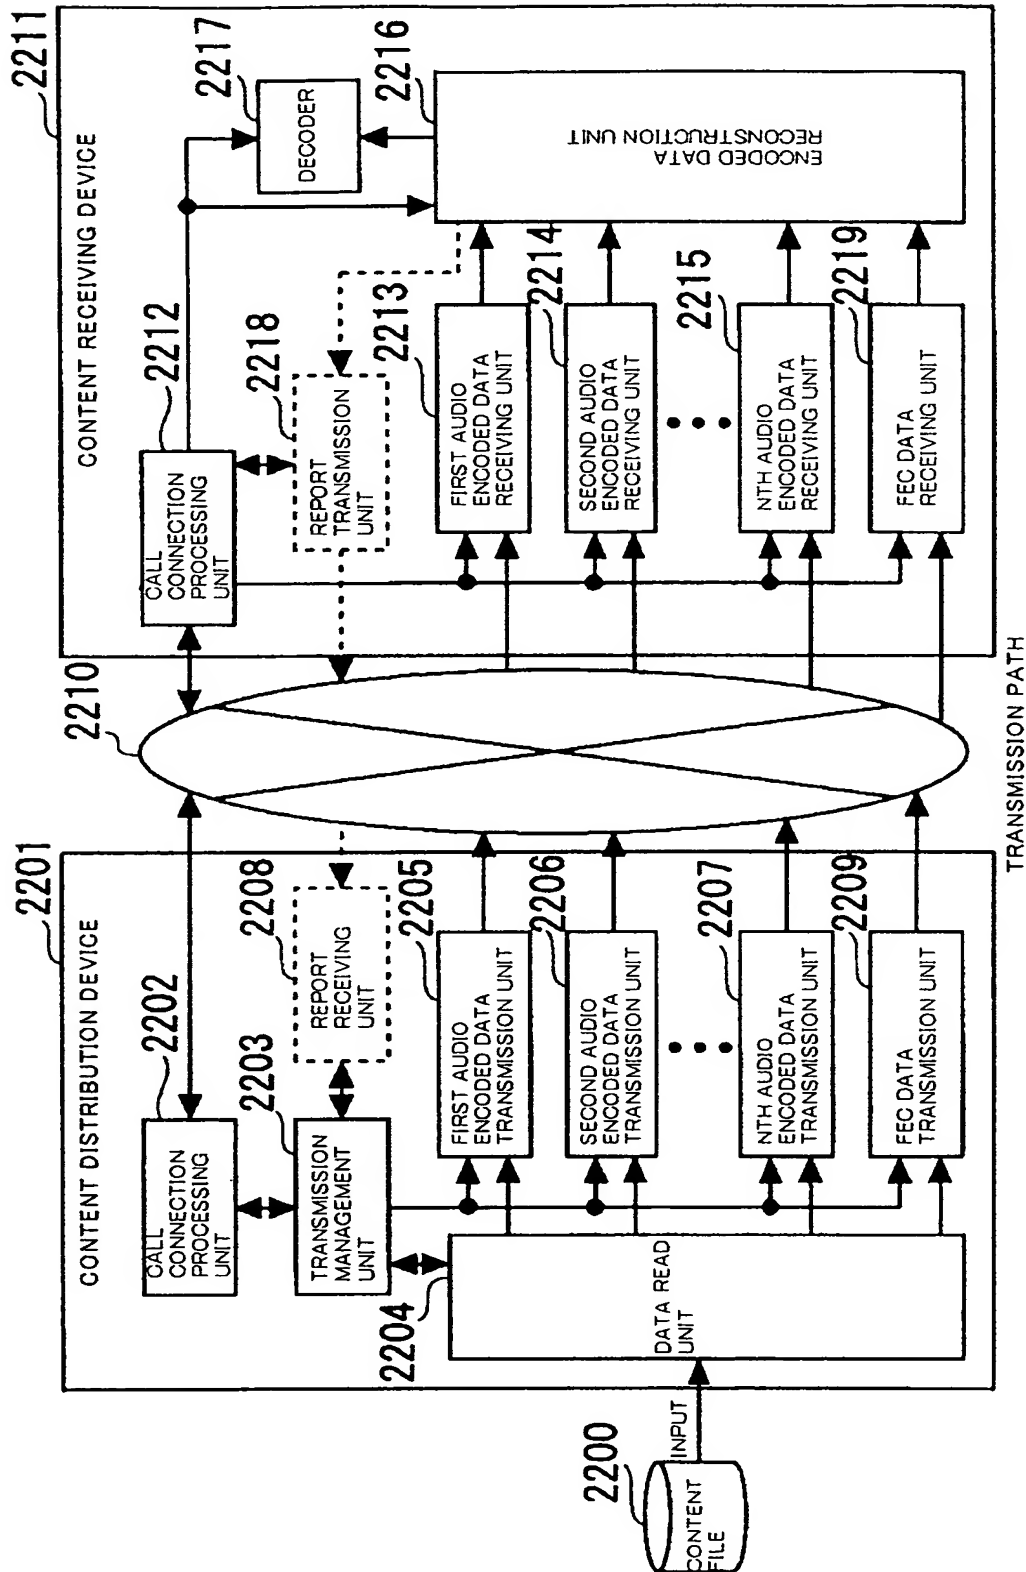 2200
CONTENT
FILE
INPUT
2201
CONTENT DISTRIBUTION DEVICE
2202
CALL
CONNECTION
PROCESSING
UNIT
2203
TRANSMISSION
MANAGEMENT
UNIT
2208
REPORT
RECEIVING
UNIT
2204
DATA READ
UNIT
2205
FIRST AUDIO
ENCODED DATA
TRANSMISSION UNIT
2206
SECOND AUDIO
ENCODED DATA
TRANSMISSION UNIT
2207
NTH AUDIO
ENCODED DATA
TRANSMISSION UNIT
2209
FEC DATA
TRANSMISSION UNIT
2210
TRANSMISSION PATH
2211
CONTENT RECEIVING DEVICE
2212
CALL
CONNECTION
PROCESSING
UNIT
2218
REPORT
TRANSMISSION
UNIT
2213
FIRST AUDIO
ENCODED DATA
RECEIVING UNIT
2214
SECOND AUDIO
ENCODED DATA
RECEIVING UNIT
2215
NTH AUDIO
ENCODED DATA
RECEIVING UNIT
2219
FEC DATA
RECEIVING UNIT
2217
DECODER
2216
ENCODED DATA
RECONSTRUCTION UNIT